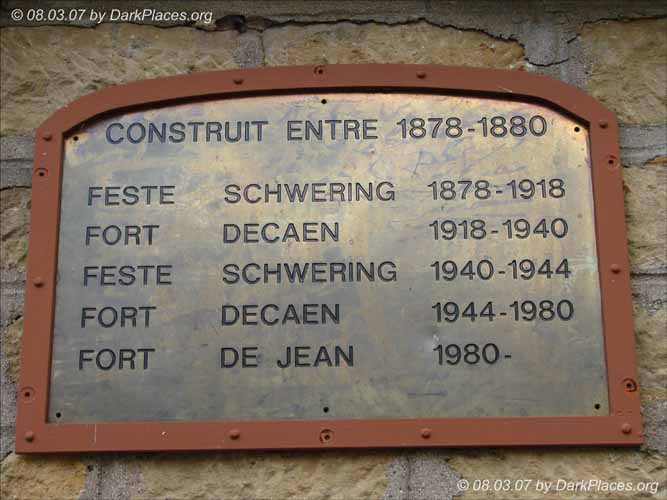 © 08.03.07 by DarkPlaces.org
CONSTRUIT ENTRE 1878-1880
FESTE SCHWERING 1878-1918
FORT DECAEN 1918-1940
FESTE SCHWERING 1940-1944
FORT DECAEN 1944-1980
FORT DE JEAN 1980-
© 08.03.07 by DarkPlaces.org